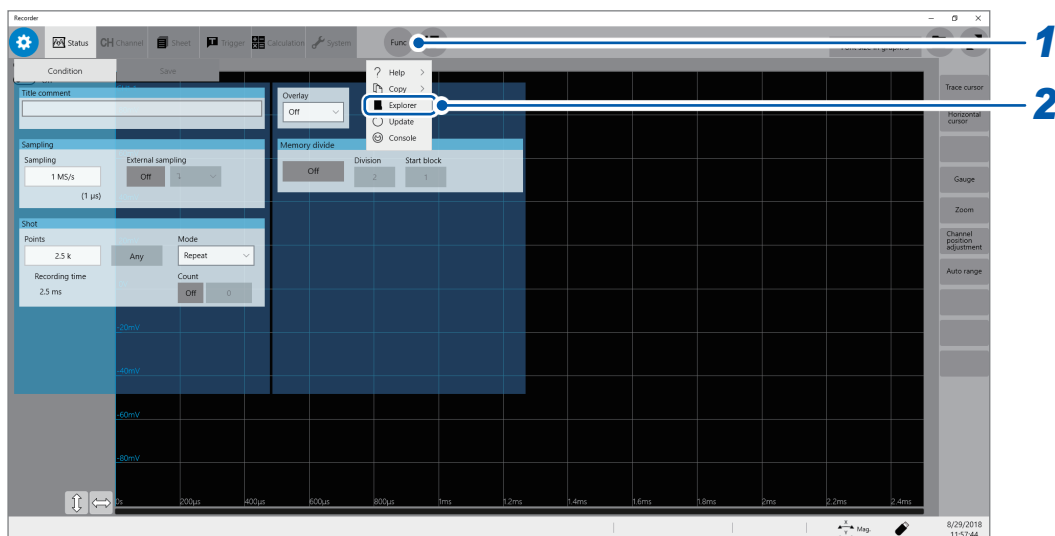 Recorder
Status
CH Channel
Sheet
Trigger
Calculation
System
Func
1
Condition
Save
Help
Copy
Explorer
Update
Console
2
Title comment
Overlay
Off
Sampling
Sampling
External sampling
1 MS/s
Off
(1 µs)
Memory divide
Off
Division
2
Start block
1
Shot
Points
Mode
2.5 k
Any
Repeat
Recording time
Count
2.5 ms
Off
0
Trace cursor
Horizontal
cursor
Gauge
Zoom
Channel
position
adjustment
Auto range
-20mV
-40mV
-60mV
-80mV
0s
200µs
400µs
600µs
800µs
1ms
1.2ms
1.4ms
1.6ms
1.8ms
2ms
2.2ms
2.4ms
X
Y
Mag.
8/29/2018
11:57:44